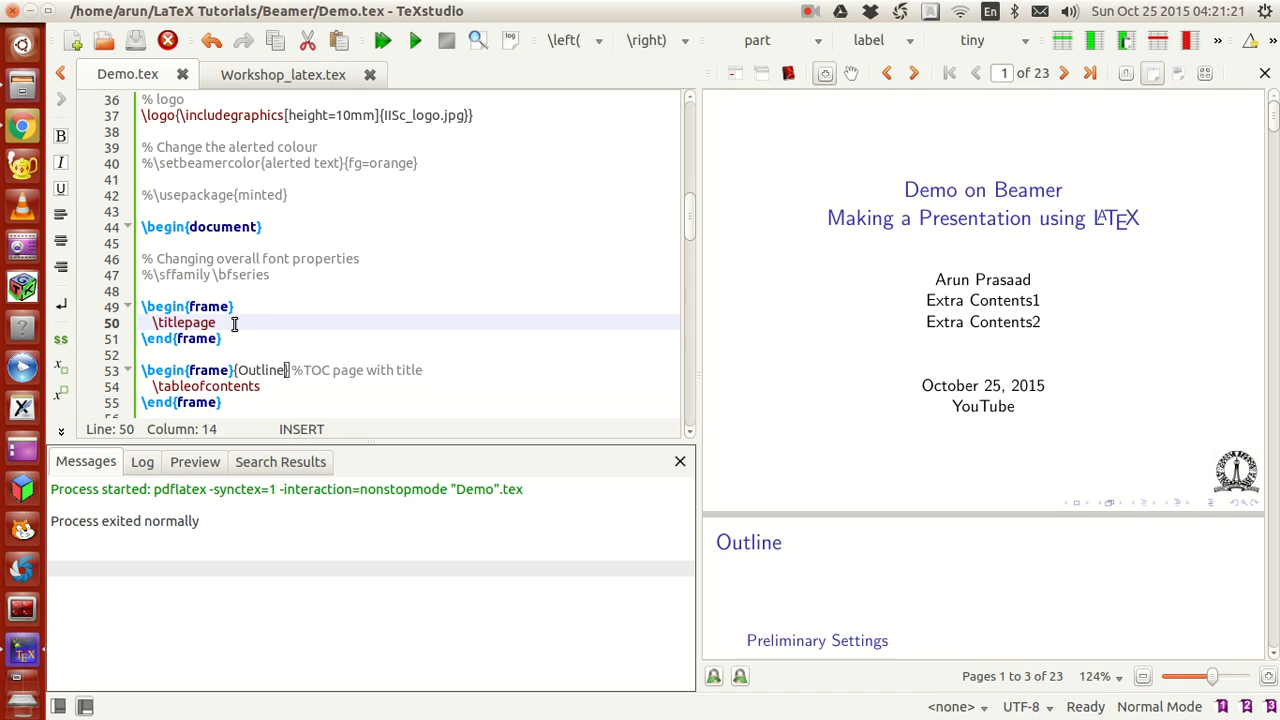 /home/arun/LaTeX Tutorials/Beamer/Demo.tex - TeXstudio
En
Sun Oct 25 2015 04:21:21
\left(
\right)
part
label
tiny
Demo.tex
Workshop_latex.tex
1 of 23
36 % logo
37 \logo{\includegraphics[height=10mm]{IISc_logo.jpg}}
38
39 % Change the alerted colour
40 %\setbeamercolor{alerted text}{fg=orange}
41
42 %\usepackage{minted}
43
44 \begin{document}
45
46 % Changing overall font properties
47 %\sffamily \bfseries
48
49 \begin{frame}
50 \titlepage
51 \end{frame}
52
53 \begin{frame}{Outline} %TOC page with title
54 \tableofcontents
55 \end{frame}
Line: 50 Column: 14 INSERT
Messages Log Preview Search Results
Process started: pdflatex -synctex=1 -interaction=nonstopmode "Demo".tex
Process exited normally
Demo on Beamer
Making a Presentation using LATEX
Arun Prasaad
Extra Contents1
Extra Contents2
October 25, 2015
YouTube
Outline
Preliminary Settings
Pages 1 to 3 of 23 124%
<none> UTF-8 Ready Normal Mode